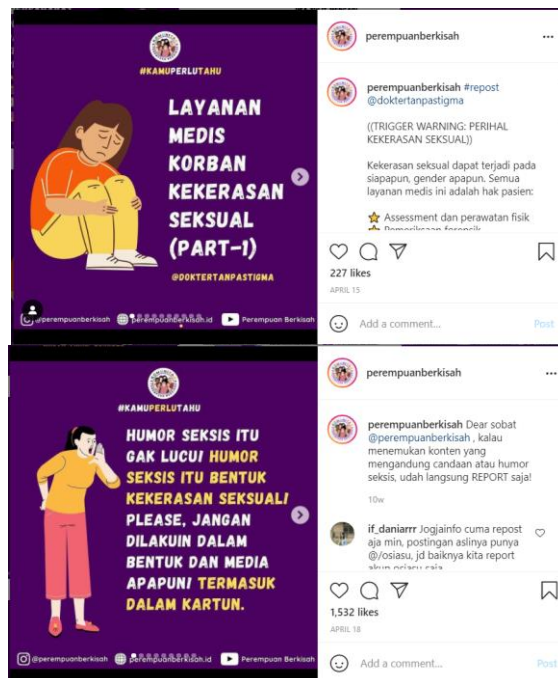 #KAMUPERLUTAHU
LAYANAN
MEDIS
KORBAN
KEKERASAN
SEKSUAL
(PART-1)
@DOKTERTANPASTIGMA
@perempuanberkisah
perempuanberkisah.id
Perempuan Berkisah
perempuanberkisah
perempuanberkisah #repost
@doktertanpastigma
((TRIGGER WARNING: PERIHAL
KEKERASAN SEKSUAL))
Kekerasan seksual dapat terjadi pada
siapapun, gender apapun. Semua
layanan medis ini adalah hak pasien:
Assessment dan perawatan fisik
Pemeriksaan forensik
227 likes
APRIL 15
Add a comment...
Post
#KAMUPERLUTAHU
HUMOR SEKSIS ITU
GAK LUCU! HUMOR
SEKSIS ITU BENTUK
KEKERASAN SEKSUAL!
PLEASE, JANGAN
DILAKUIN DALAM
BENTUK DAN MEDIA
APAPUN! TERMASUK
DALAM KARTUN.
@perempuanberkisah
perempuanberkisah.id
Perempuan Berkisah
perempuanberkisah
perempuanberkisah Dear sobat
@perempuanberkisah , kalau
menemukan konten yang
mengandung candaan atau humor
seksis, udah langsung REPORT saja!
10w
if_daniarrr Jogjainfo cuma repost
aja min, postingan aslinya punya
@/osiasu, jd baiknya kita report
akun osiasu saja
1,532 likes
APRIL 18
Add a comment...
Post